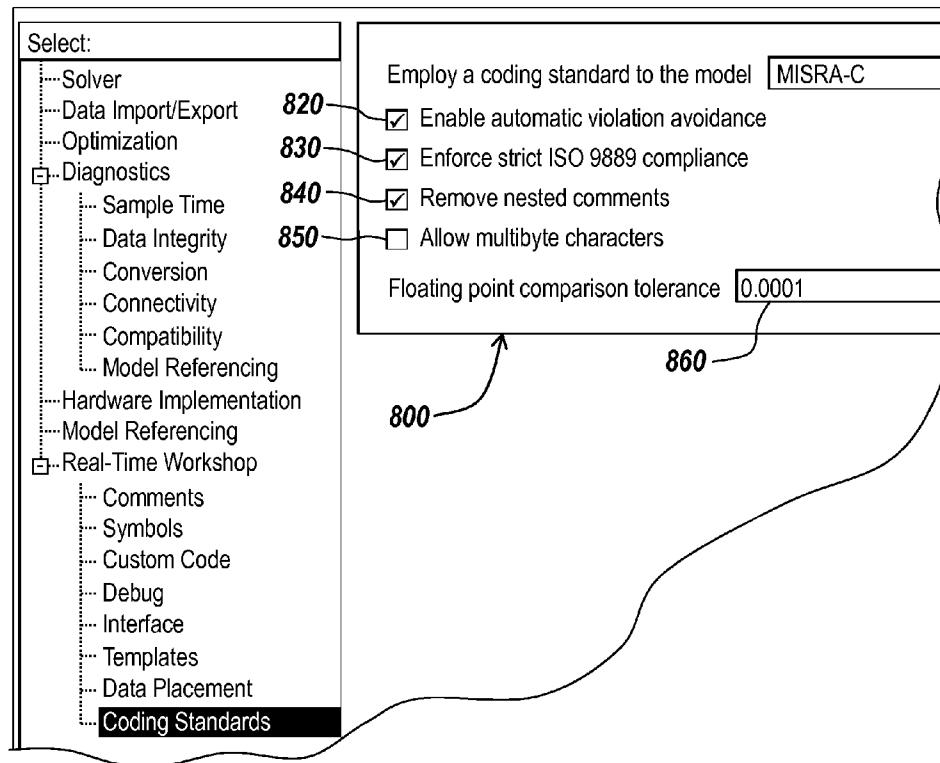 Select:
Solver
Data Import/Export
Optimization
Diagnostics
Sample Time
Data Integrity
Conversion
Connectivity
Compatibility
Model Referencing
Hardware Implementation
Model Referencing
Real-Time Workshop
Comments
Symbols
Custom Code
Debug
Interface
Templates
Data Placement
Coding Standards
Employ a coding standard to the model MISRA-C
820 Enable automatic violation avoidance
830 Enforce strict ISO 9889 compliance
840 Remove nested comments
850 Allow multibyte characters
Floating point comparison tolerance 0.0001
860
800